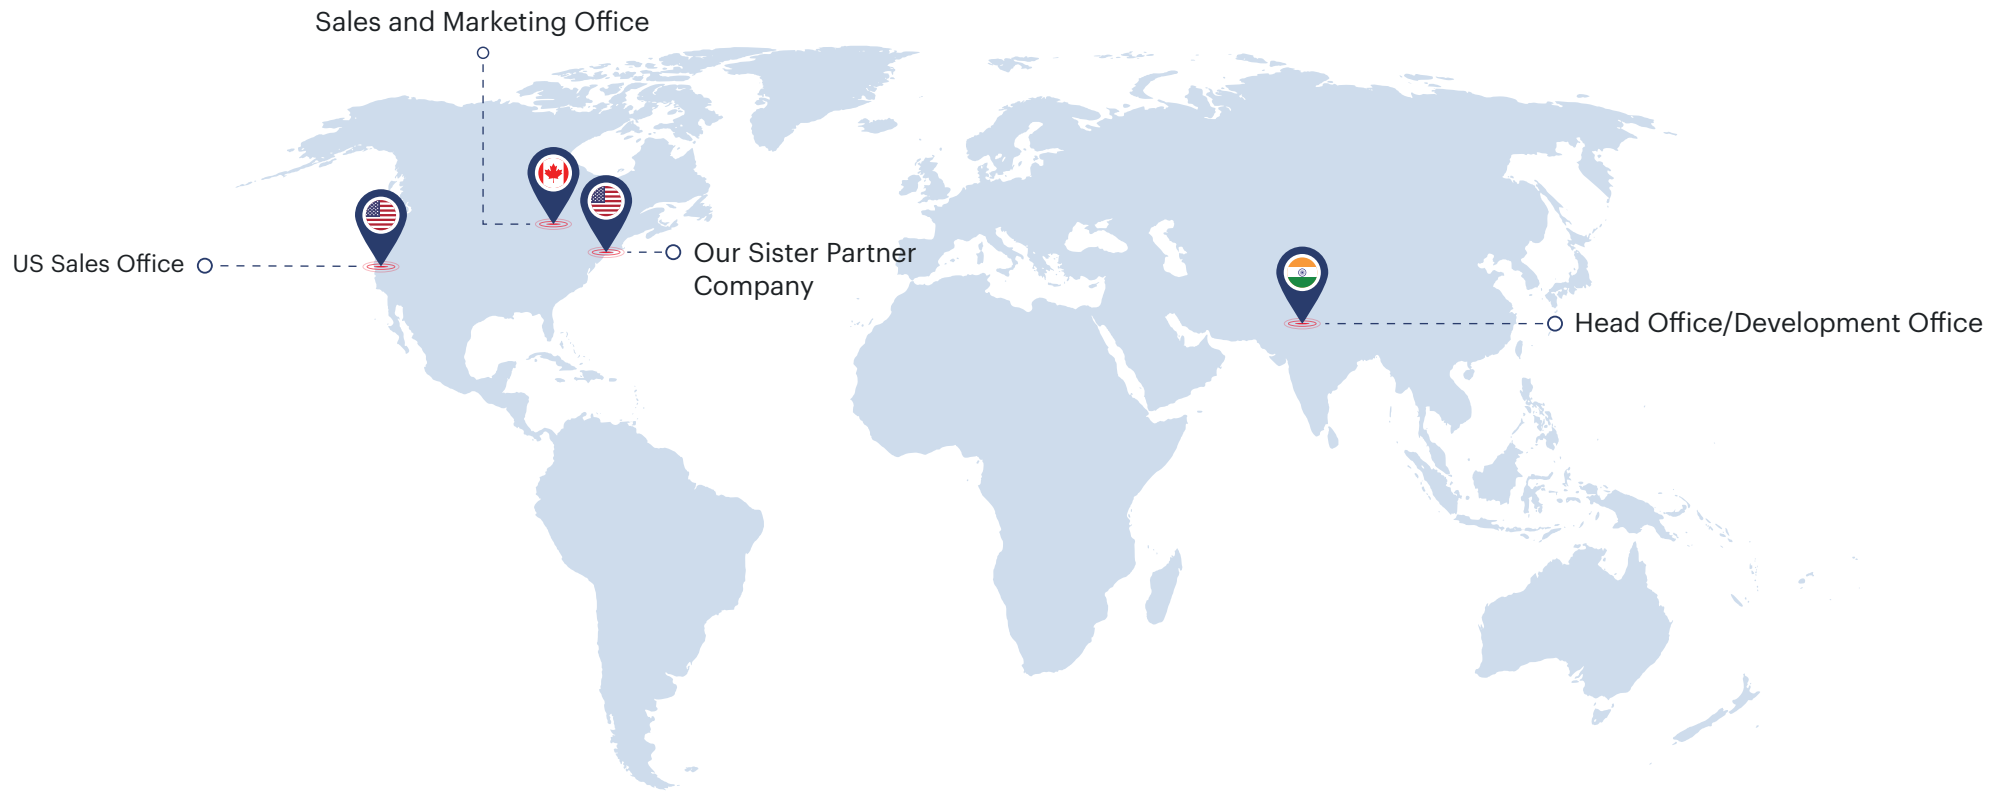 Sales and Marketing Office
US Sales Office
Our Sister Partner
Company
Head Office/Development Office